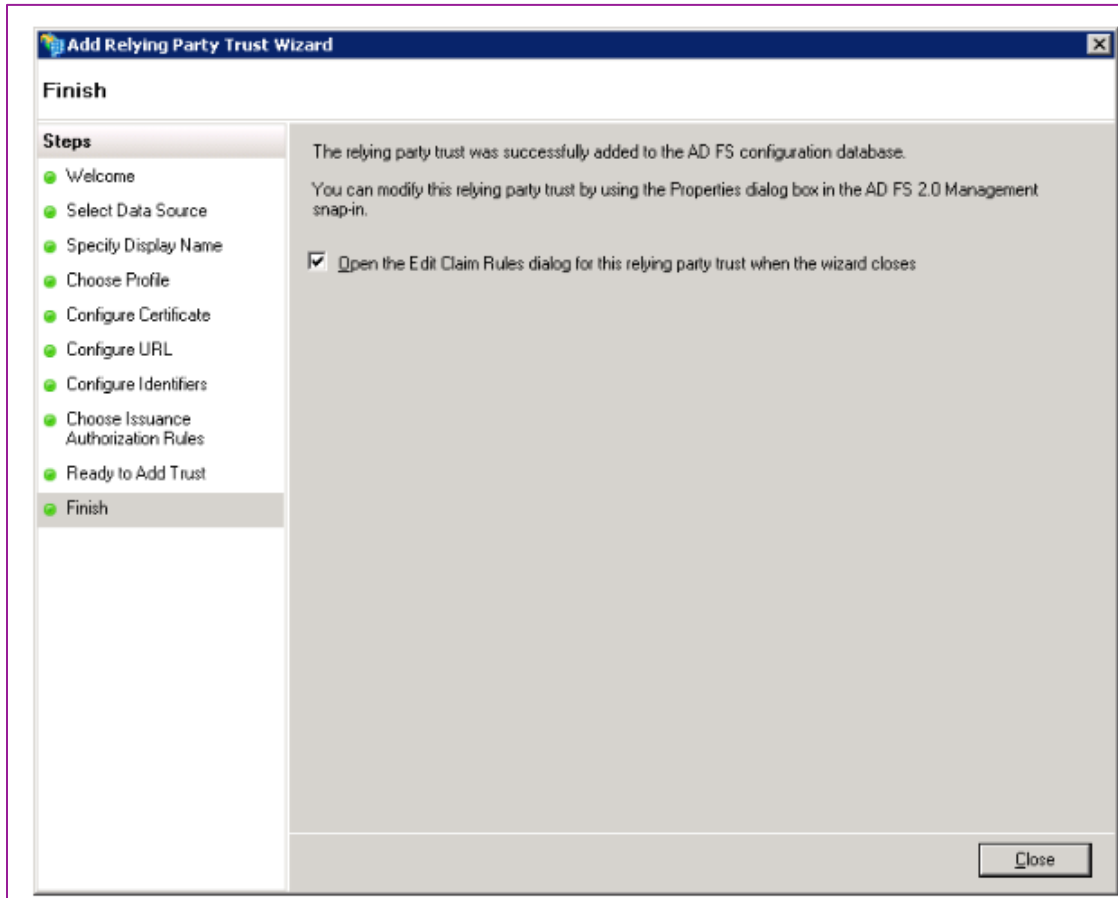 Add Relying Party Trust Wizard
Finish
Steps
Welcome
Select Data Source
Specify Display Name
Choose Profile
Configure Certificate
Configure URL
Configure Identifiers
Choose Issuance
Authorization Rules
Ready to Add Trust
Finish
The relying party trust was successfully added to the AD FS configuration database.
You can modify this relying party trust by using the Properties dialog box in the AD FS 2.0 Management
snap-in.
Open the Edit Claim Rules dialog for this relying party trust when the wizard closes
Close